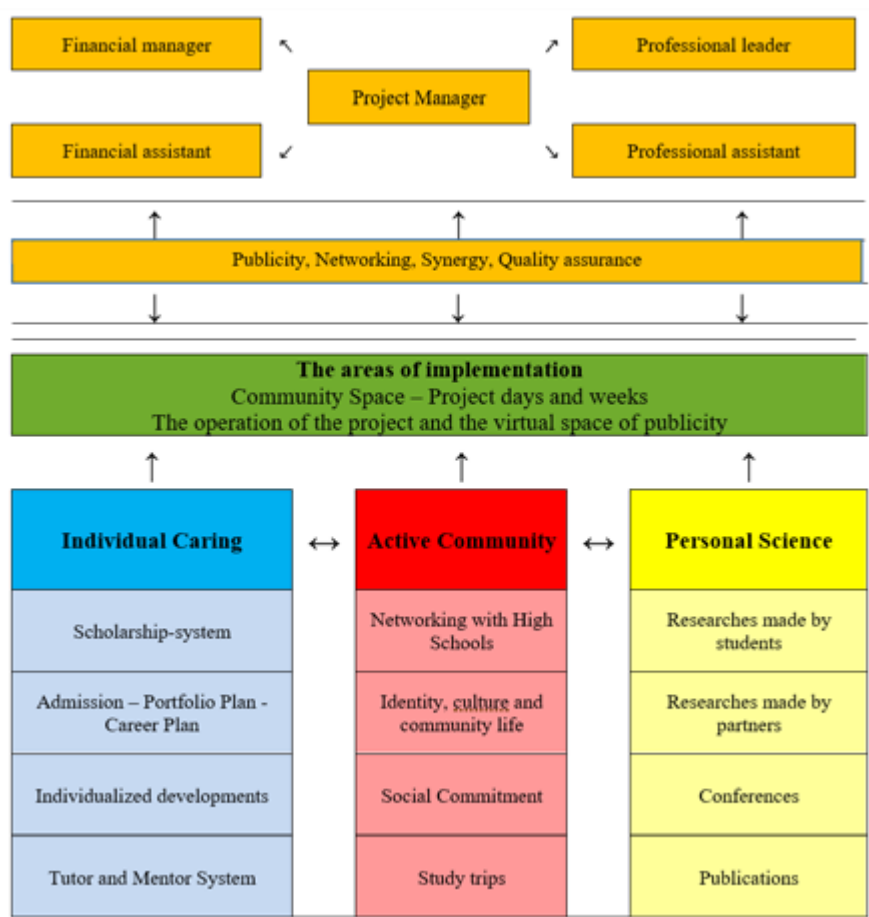 Financial manager
Professional leader
Project Manager
Financial assistant
Professional assistant
Publicity, Networking, Synergy, Quality assurance
The areas of implementation
Community Space – Project days and weeks
The operation of the project and the virtual space of publicity
Individual Caring
Active Community
Personal Science
Scholarship-system
Networking with High
Schools
Researches made by
students
Admission – Portfolio Plan -
Career Plan
Identity, culture and
community life
Researches made by
partners
Individualized developments
Social Commitment
Conferences
Tutor and Mentor System
Study trips
Publications